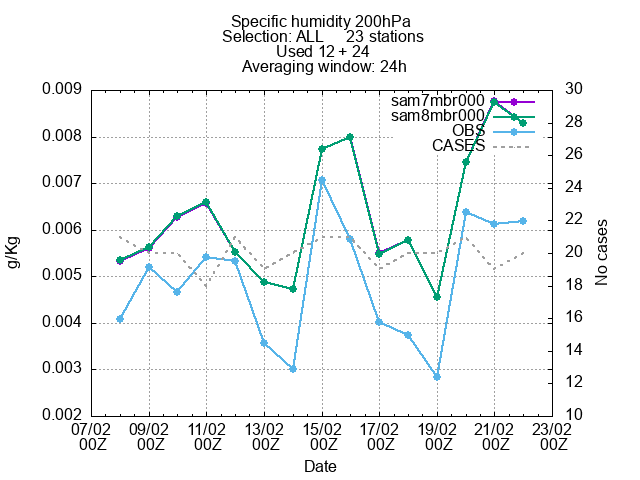 Specific humidity 200hPa
Selection: ALL 23 stations
Used 12 + 24
Averaging window: 24h
sam7mbr000
sam8mbr000
OBS
CASES
g/Kg
0.009
0.008
0.007
0.006
0.005
0.004
0.003
0.002
30
28
26
24
22
20
18
16
14
12
10
No cases
07/02 09/02 11/02 13/02 15/02 17/02 19/02 21/02 23/02
00Z 00Z 00Z 00Z 00Z 00Z 00Z 00Z 00Z
Date